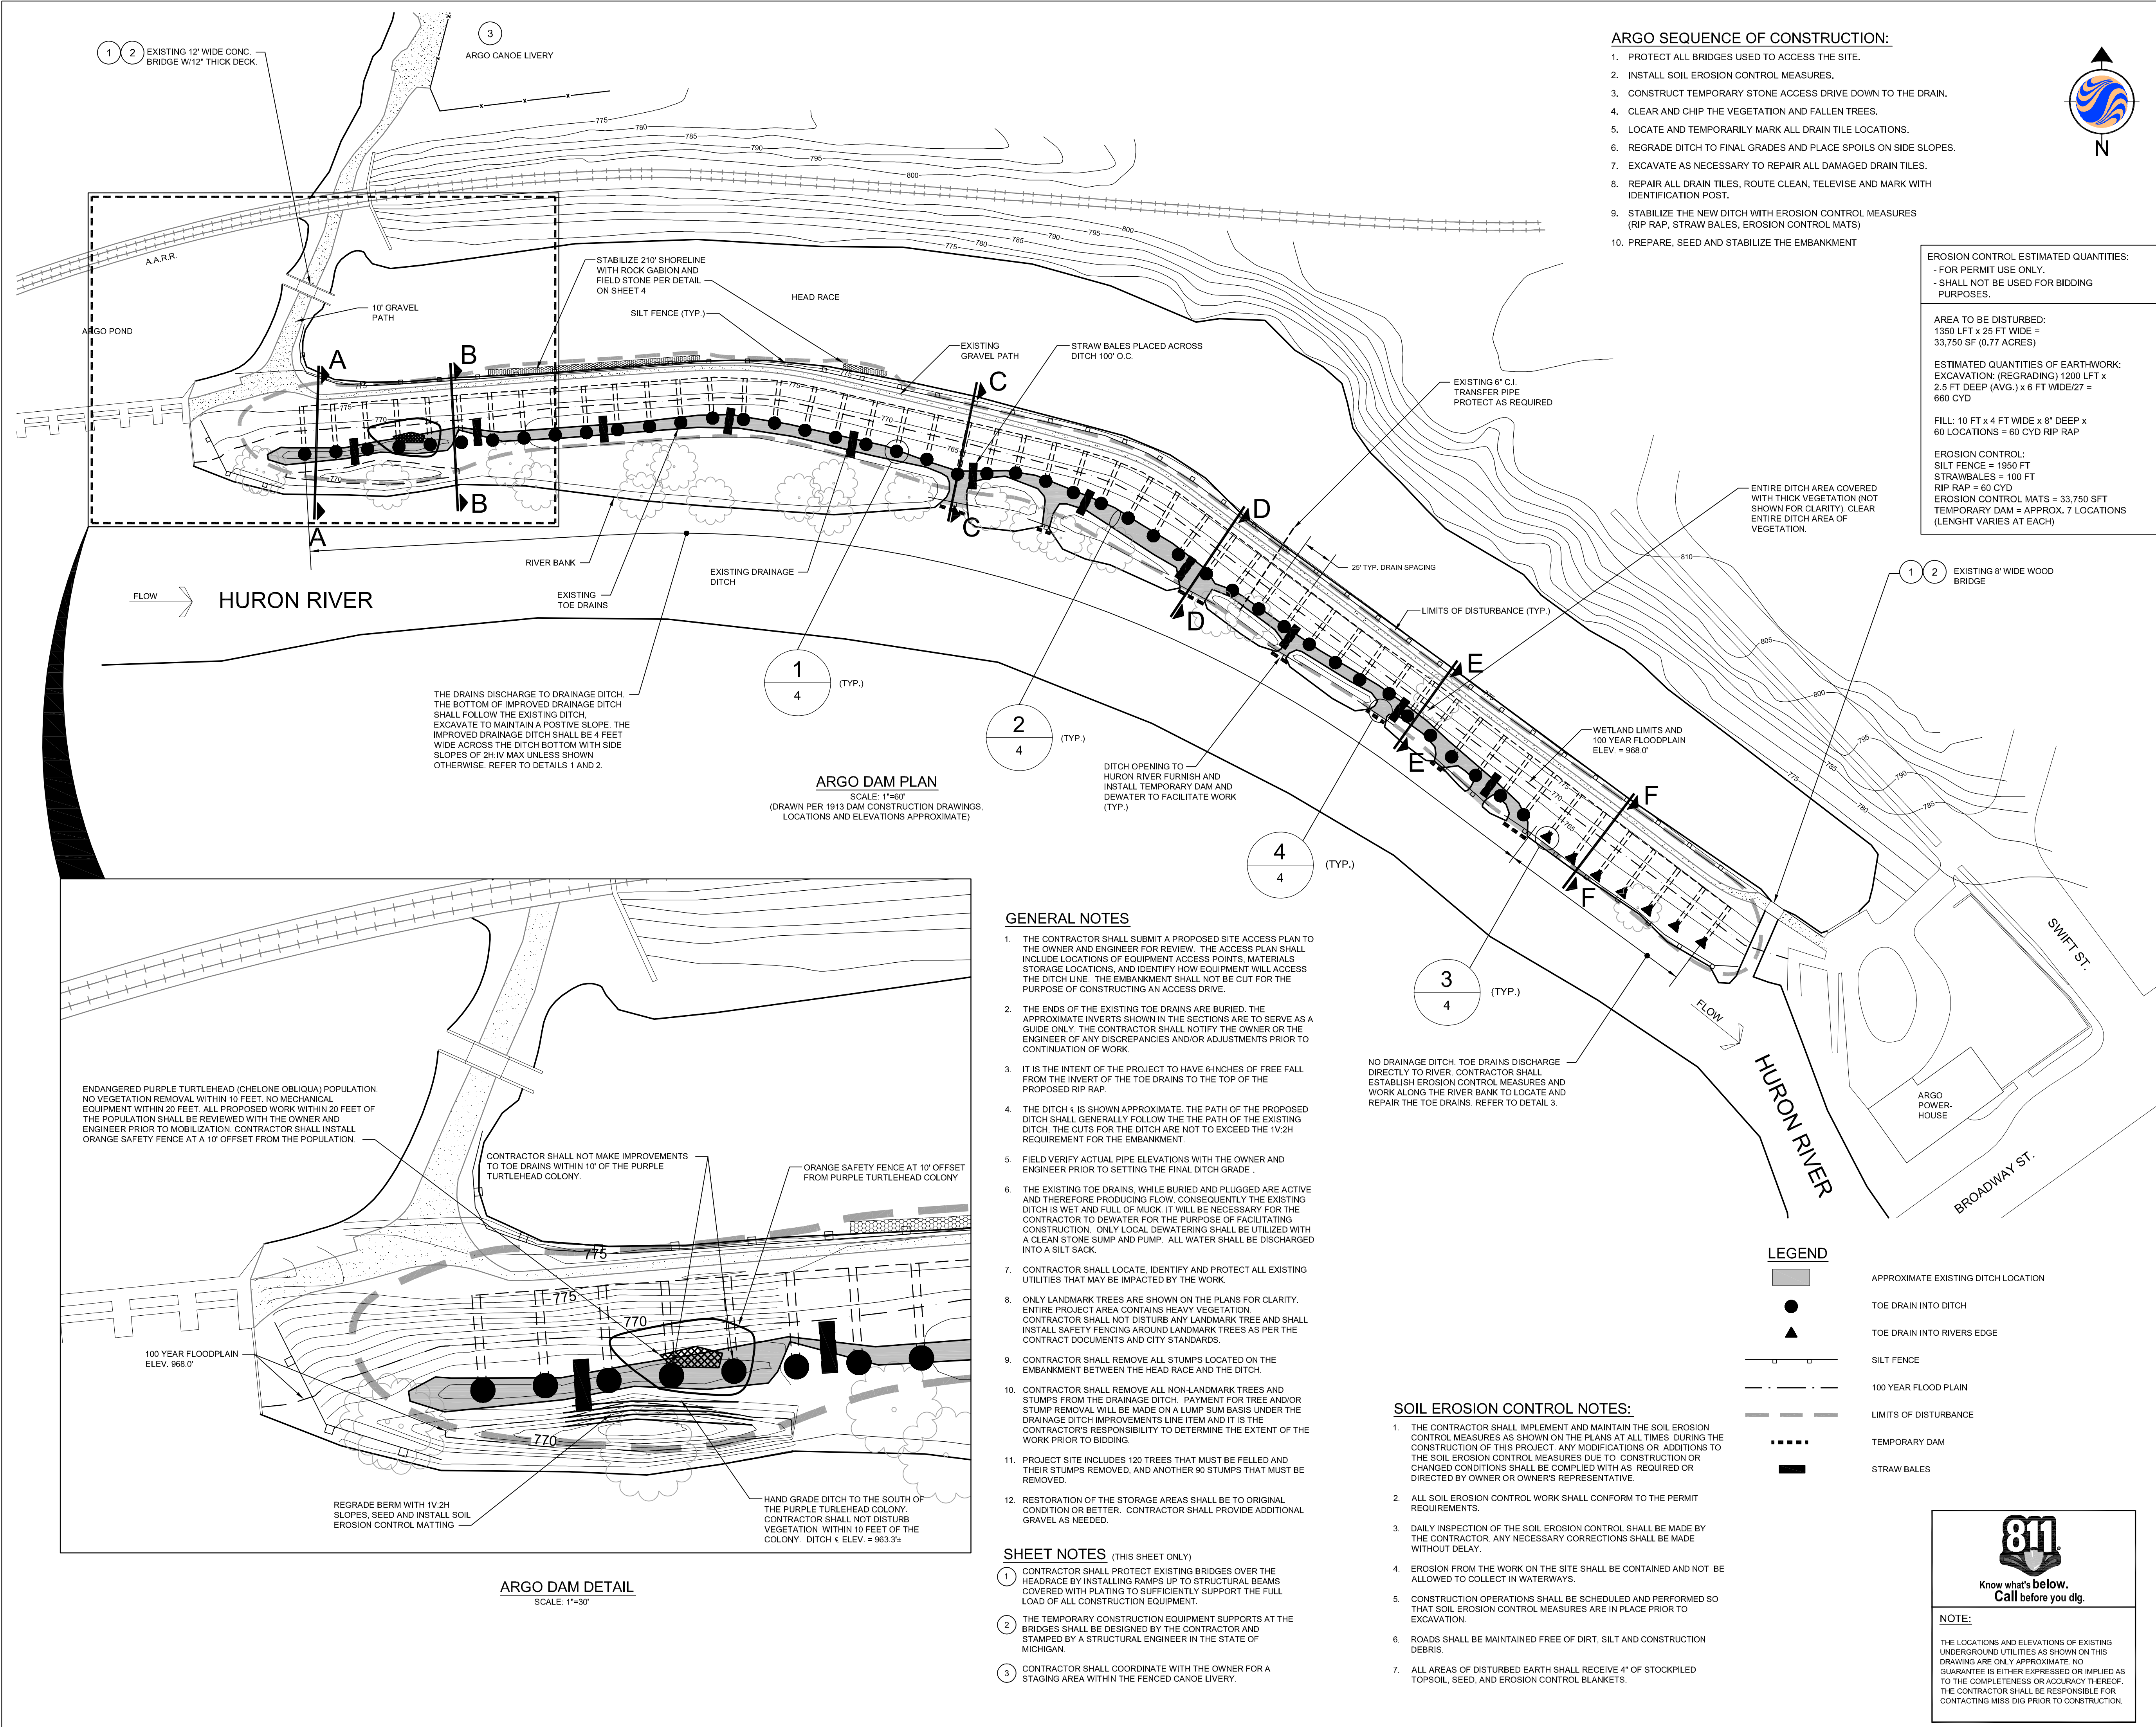 1 2 EXISTING 12' WIDE CONC.
BRIDGE W/12" THICK DECK.
3
ARGO CANOE LIVERY
ARGO SEQUENCE OF CONSTRUCTION:
1. PROTECT ALL BRIDGES USED TO ACCESS THE SITE.
2. INSTALL SOIL EROSION CONTROL MEASURES.
3. CONSTRUCT TEMPORARY STONE ACCESS DRIVE DOWN TO THE DRAIN.
4. CLEAR AND CHIP THE VEGETATION AND FALLEN TREES.
5. LOCATE AND TEMPORARILY MARK ALL DRAIN TILE LOCATIONS.
6. REGRADE DITCH TO FINAL GRADES AND PLACE SPOILS ON SIDE SLOPES.
7. EXCAVATE AS NECESSARY TO REPAIR ALL DAMAGED DRAIN TILES.
8. REPAIR ALL DRAIN TILES, ROUTE CLEAN, TELEVISE AND MARK WITH
IDENTIFICATION POST.
9. STABILIZE THE NEW DITCH WITH EROSION CONTROL MEASURES
(RIP RAP, STRAW BALES, EROSION CONTROL MATS)
10. PREPARE, SEED AND STABILIZE THE EMBANKMENT
N
EROSION CONTROL ESTIMATED QUANTITIES:
- FOR PERMIT USE ONLY.
- SHALL NOT BE USED FOR BIDDING
PURPOSES.
AREA TO BE DISTURBED:
1350 LFT x 25 FT WIDE =
33,750 SF (0.77 ACRES)
ESTIMATED QUANTITIES OF EARTHWORK:
EXCAVATION: (REGRADING) 1200 LFT x
2.5 FT DEEP (AVG.) x 6 FT WIDE/27 =
660 CYD
FILL: 10 FT x 4 FT WIDE x 8" DEEP x
60 LOCATIONS = 60 CYD RIP RAP
EROSION CONTROL:
SILT FENCE = 1950 FT
STRAWBALES = 100 FT
RIP RAP = 60 CYD
EROSION CONTROL MATS = 33,750 SFT
TEMPORARY DAM = APPROX. 7 LOCATIONS
(LENGHT VARIES AT EACH)
775
780
785
790
795
800
A.A.R.R.
775
780
785
790
795
800
STABILIZE 210' SHORELINE
WITH ROCK GABION AND
FIELD STONE PER DETAIL
ON SHEET 4
HEAD RACE
SILT FENCE (TYP.)
10' GRAVEL
PATH
ARGO POND
EXISTING
GRAVEL PATH
STRAW BALES PLACED ACROSS
DITCH 100' O.C.
EXISTING 6" C.I.
TRANSFER PIPE
PROTECT AS REQUIRED
A
B
C
775
775
770
770
775
775
770
765
B
A
C
D
D
E
E
F
F
25' TYP. DRAIN SPACING
LIMITS OF DISTURBANCE (TYP.)
ENTIRE DITCH AREA COVERED
WITH THICK VEGETATION (NOT
SHOWN FOR CLARITY). CLEAR
ENTIRE DITCH AREA OF
VEGETATION.
1 2 EXISTING 8' WIDE WOOD
BRIDGE
810
805
800
795
790
785
775
785
780
775
775
770
765
RIVER BANK
EXISTING
TOE DRAINS
EXISTING DRAINAGE
DITCH
FLOW
HURON RIVER
1
4
(TYP.)
2
4
(TYP.)
THE DRAINS DISCHARGE TO DRAINAGE DITCH.
THE BOTTOM OF IMPROVED DRAINAGE DITCH
SHALL FOLLOW THE EXISTING DITCH,
EXCAVATE TO MAINTAIN A POSTIVE SLOPE. THE
IMPROVED DRAINAGE DITCH SHALL BE 4 FEET
WIDE ACROSS THE DITCH BOTTOM WITH SIDE
SLOPES OF 2H:IV MAX UNLESS SHOWN
OTHERWISE. REFER TO DETAILS 1 AND 2.
ARGO DAM PLAN
SCALE: 1"=60'
(DRAWN PER 1913 DAM CONSTRUCTION DRAWINGS,
LOCATIONS AND ELEVATIONS APPROXIMATE)
DITCH OPENING TO
HURON RIVER FURNISH AND
INSTALL TEMPORARY DAM AND
DEWATER TO FACILITATE WORK
(TYP.)
WETLAND LIMITS AND
100 YEAR FLOODPLAIN
ELEV. = 968.0'
4
4
(TYP.)
3
4
(TYP.)
NO DRAINAGE DITCH. TOE DRAINS DISCHARGE
DIRECTLY TO RIVER. CONTRACTOR SHALL
ESTABLISH EROSION CONTROL MEASURES AND
WORK ALONG THE RIVER BANK TO LOCATE AND
REPAIR THE TOE DRAINS. REFER TO DETAIL 3.
FLOW
HURON RIVER
SWIFT ST.
ARGO
POWER-
HOUSE
BROADWAY ST.
ENDANGERED PURPLE TURTLEHEAD (CHELONE OBLIQUA) POPULATION.
NO VEGETATION REMOVAL WITHIN 10 FEET. NO MECHANICAL
EQUIPMENT WITHIN 20 FEET. ALL PROPOSED WORK WITHIN 20 FEET OF
THE POPULATION SHALL BE REVIEWED WITH THE OWNER AND
ENGINEER PRIOR TO MOBILIZATION. CONTRACTOR SHALL INSTALL
ORANGE SAFETY FENCE AT A 10' OFFSET FROM THE POPULATION.
CONTRACTOR SHALL NOT MAKE IMPROVEMENTS
TO TOE DRAINS WITHIN 10' OF THE PURPLE
TURTLEHEAD COLONY.
ORANGE SAFETY FENCE AT 10' OFFSET
FROM PURPLE TURTLEHEAD COLONY
775
775
770
770
100 YEAR FLOODPLAIN
ELEV. 968.0'
REGRADE BERM WITH 1V:2H
SLOPES, SEED AND INSTALL SOIL
EROSION CONTROL MATTING
HAND GRADE DITCH TO THE SOUTH OF
THE PURPLE TURLEHEAD COLONY.
CONTRACTOR SHALL NOT DISTURB
VEGETATION WITHIN 10 FEET OF THE
COLONY. DITCH ℄ ELEV. = 963.3'±
ARGO DAM DETAIL
SCALE: 1"=30'
GENERAL NOTES
1. THE CONTRACTOR SHALL SUBMIT A PROPOSED SITE ACCESS PLAN TO
THE OWNER AND ENGINEER FOR REVIEW. THE ACCESS PLAN SHALL
INCLUDE LOCATIONS OF EQUIPMENT ACCESS POINTS, MATERIALS
STORAGE LOCATIONS, AND IDENTIFY HOW EQUIPMENT WILL ACCESS
THE DITCH LINE. THE EMBANKMENT SHALL NOT BE CUT FOR THE
PURPOSE OF CONSTRUCTING AN ACCESS DRIVE.
2. THE ENDS OF THE EXISTING TOE DRAINS ARE BURIED. THE
APPROXIMATE INVERTS SHOWN IN THE SECTIONS ARE TO SERVE AS A
GUIDE ONLY. THE CONTRACTOR SHALL NOTIFY THE OWNER OR THE
ENGINEER OF ANY DISCREPANCIES AND/OR ADJUSTMENTS PRIOR TO
CONTINUATION OF WORK.
3. IT IS THE INTENT OF THE PROJECT TO HAVE 6-INCHES OF FREE FALL
FROM THE INVERT OF THE TOE DRAINS TO THE TOP OF THE
PROPOSED RIP RAP.
4. THE DITCH ℄ IS SHOWN APPROXIMATE. THE PATH OF THE PROPOSED
DITCH SHALL GENERALLY FOLLOW THE THE PATH OF THE EXISTING
DITCH. THE CUTS FOR THE DITCH ARE NOT TO EXCEED THE 1V:2H
REQUIREMENT FOR THE EMBANKMENT.
5. FIELD VERIFY ACTUAL PIPE ELEVATIONS WITH THE OWNER AND
ENGINEER PRIOR TO SETTING THE FINAL DITCH GRADE .
6. THE EXISTING TOE DRAINS, WHILE BURIED AND PLUGGED ARE ACTIVE
AND THEREFORE PRODUCING FLOW. CONSEQUENTLY THE EXISTING
DITCH IS WET AND FULL OF MUCK. IT WILL BE NECESSARY FOR THE
CONTRACTOR TO DEWATER FOR THE PURPOSE OF FACILITATING
CONSTRUCTION. ONLY LOCAL DEWATERING SHALL BE UTILIZED WITH
A CLEAN STONE SUMP AND PUMP. ALL WATER SHALL BE DISCHARGED
INTO A SILT SACK.
7. CONTRACTOR SHALL LOCATE, IDENTIFY AND PROTECT ALL EXISTING
UTILITIES THAT MAY BE IMPACTED BY THE WORK.
8. ONLY LANDMARK TREES ARE SHOWN ON THE PLANS FOR CLARITY.
ENTIRE PROJECT AREA CONTAINS HEAVY VEGETATION.
CONTRACTOR SHALL NOT DISTURB ANY LANDMARK TREE AND SHALL
INSTALL SAFETY FENCING AROUND LANDMARK TREES AS PER THE
CONTRACT DOCUMENTS AND CITY STANDARDS.
9. CONTRACTOR SHALL REMOVE ALL STUMPS LOCATED ON THE
EMBANKMENT BETWEEN THE HEAD RACE AND THE DITCH.
10. CONTRACTOR SHALL REMOVE ALL NON-LANDMARK TREES AND
STUMPS FROM THE DRAINAGE DITCH. PAYMENT FOR TREE AND/OR
STUMP REMOVAL WILL BE MADE ON A LUMP SUM BASIS UNDER THE
DRAINAGE DITCH IMPROVEMENTS LINE ITEM AND IT IS THE
CONTRACTOR'S RESPONSIBILITY TO DETERMINE THE EXTENT OF THE
WORK PRIOR TO BIDDING.
11. PROJECT SITE INCLUDES 120 TREES THAT MUST BE FELLED AND
THEIR STUMPS REMOVED, AND ANOTHER 90 STUMPS THAT MUST BE
REMOVED.
12. RESTORATION OF THE STORAGE AREAS SHALL BE TO ORIGINAL
CONDITION OR BETTER. CONTRACTOR SHALL PROVIDE ADDITIONAL
GRAVEL AS NEEDED.
SHEET NOTES (THIS SHEET ONLY)
1 CONTRACTOR SHALL PROTECT EXISTING BRIDGES OVER THE
HEADRACE BY INSTALLING RAMPS UP TO STRUCTURAL BEAMS
COVERED WITH PLATING TO SUFFICIENTLY SUPPORT THE FULL
LOAD OF ALL CONSTRUCTION EQUIPMENT.
2 THE TEMPORARY CONSTRUCTION EQUIPMENT SUPPORTS AT THE
BRIDGES SHALL BE DESIGNED BY THE CONTRACTOR AND
STAMPED BY A STRUCTURAL ENGINEER IN THE STATE OF
MICHIGAN.
3 CONTRACTOR SHALL COORDINATE WITH THE OWNER FOR A
STAGING AREA WITHIN THE FENCED CANOE LIVERY.
SOIL EROSION CONTROL NOTES:
1. THE CONTRACTOR SHALL IMPLEMENT AND MAINTAIN THE SOIL EROSION
CONTROL MEASURES AS SHOWN ON THE PLANS AT ALL TIMES DURING THE
CONSTRUCTION OF THIS PROJECT. ANY MODIFICATIONS OR ADDITIONS TO
THE SOIL EROSION CONTROL MEASURES DUE TO CONSTRUCTION OR
CHANGED CONDITIONS SHALL BE COMPLIED WITH AS REQUIRED OR
DIRECTED BY OWNER OR OWNER'S REPRESENTATIVE.
2. ALL SOIL EROSION CONTROL WORK SHALL CONFORM TO THE PERMIT
REQUIREMENTS.
3. DAILY INSPECTION OF THE SOIL EROSION CONTROL SHALL BE MADE BY
THE CONTRACTOR. ANY NECESSARY CORRECTIONS SHALL BE MADE
WITHOUT DELAY.
4. EROSION FROM THE WORK ON THE SITE SHALL BE CONTAINED AND NOT BE
ALLOWED TO COLLECT IN WATERWAYS.
5. CONSTRUCTION OPERATIONS SHALL BE SCHEDULED AND PERFORMED SO
THAT SOIL EROSION CONTROL MEASURES ARE IN PLACE PRIOR TO
EXCAVATION.
6. ROADS SHALL BE MAINTAINED FREE OF DIRT, SILT AND CONSTRUCTION
DEBRIS.
7. ALL AREAS OF DISTURBED EARTH SHALL RECEIVE 4" OF STOCKPILED
TOPSOIL, SEED, AND EROSION CONTROL BLANKETS.
LEGEND
APPROXIMATE EXISTING DITCH LOCATION
TOE DRAIN INTO DITCH
TOE DRAIN INTO RIVERS EDGE
SILT FENCE
100 YEAR FLOOD PLAIN
LIMITS OF DISTURBANCE
TEMPORARY DAM
STRAW BALES
811
Know what's below.
Call before you dig.
NOTE:
THE LOCATIONS AND ELEVATIONS OF EXISTING
UNDERGROUND UTILITIES AS SHOWN ON THIS
DRAWING ARE ONLY APPROXIMATE. NO
GUARANTEE IS EITHER EXPRESSED OR IMPLIED AS
TO THE COMPLETENESS OR ACCURACY THEREOF.
THE CONTRACTOR SHALL BE RESPONSIBLE FOR
CONTACTING MISS DIG PRIOR TO CONSTRUCTION.